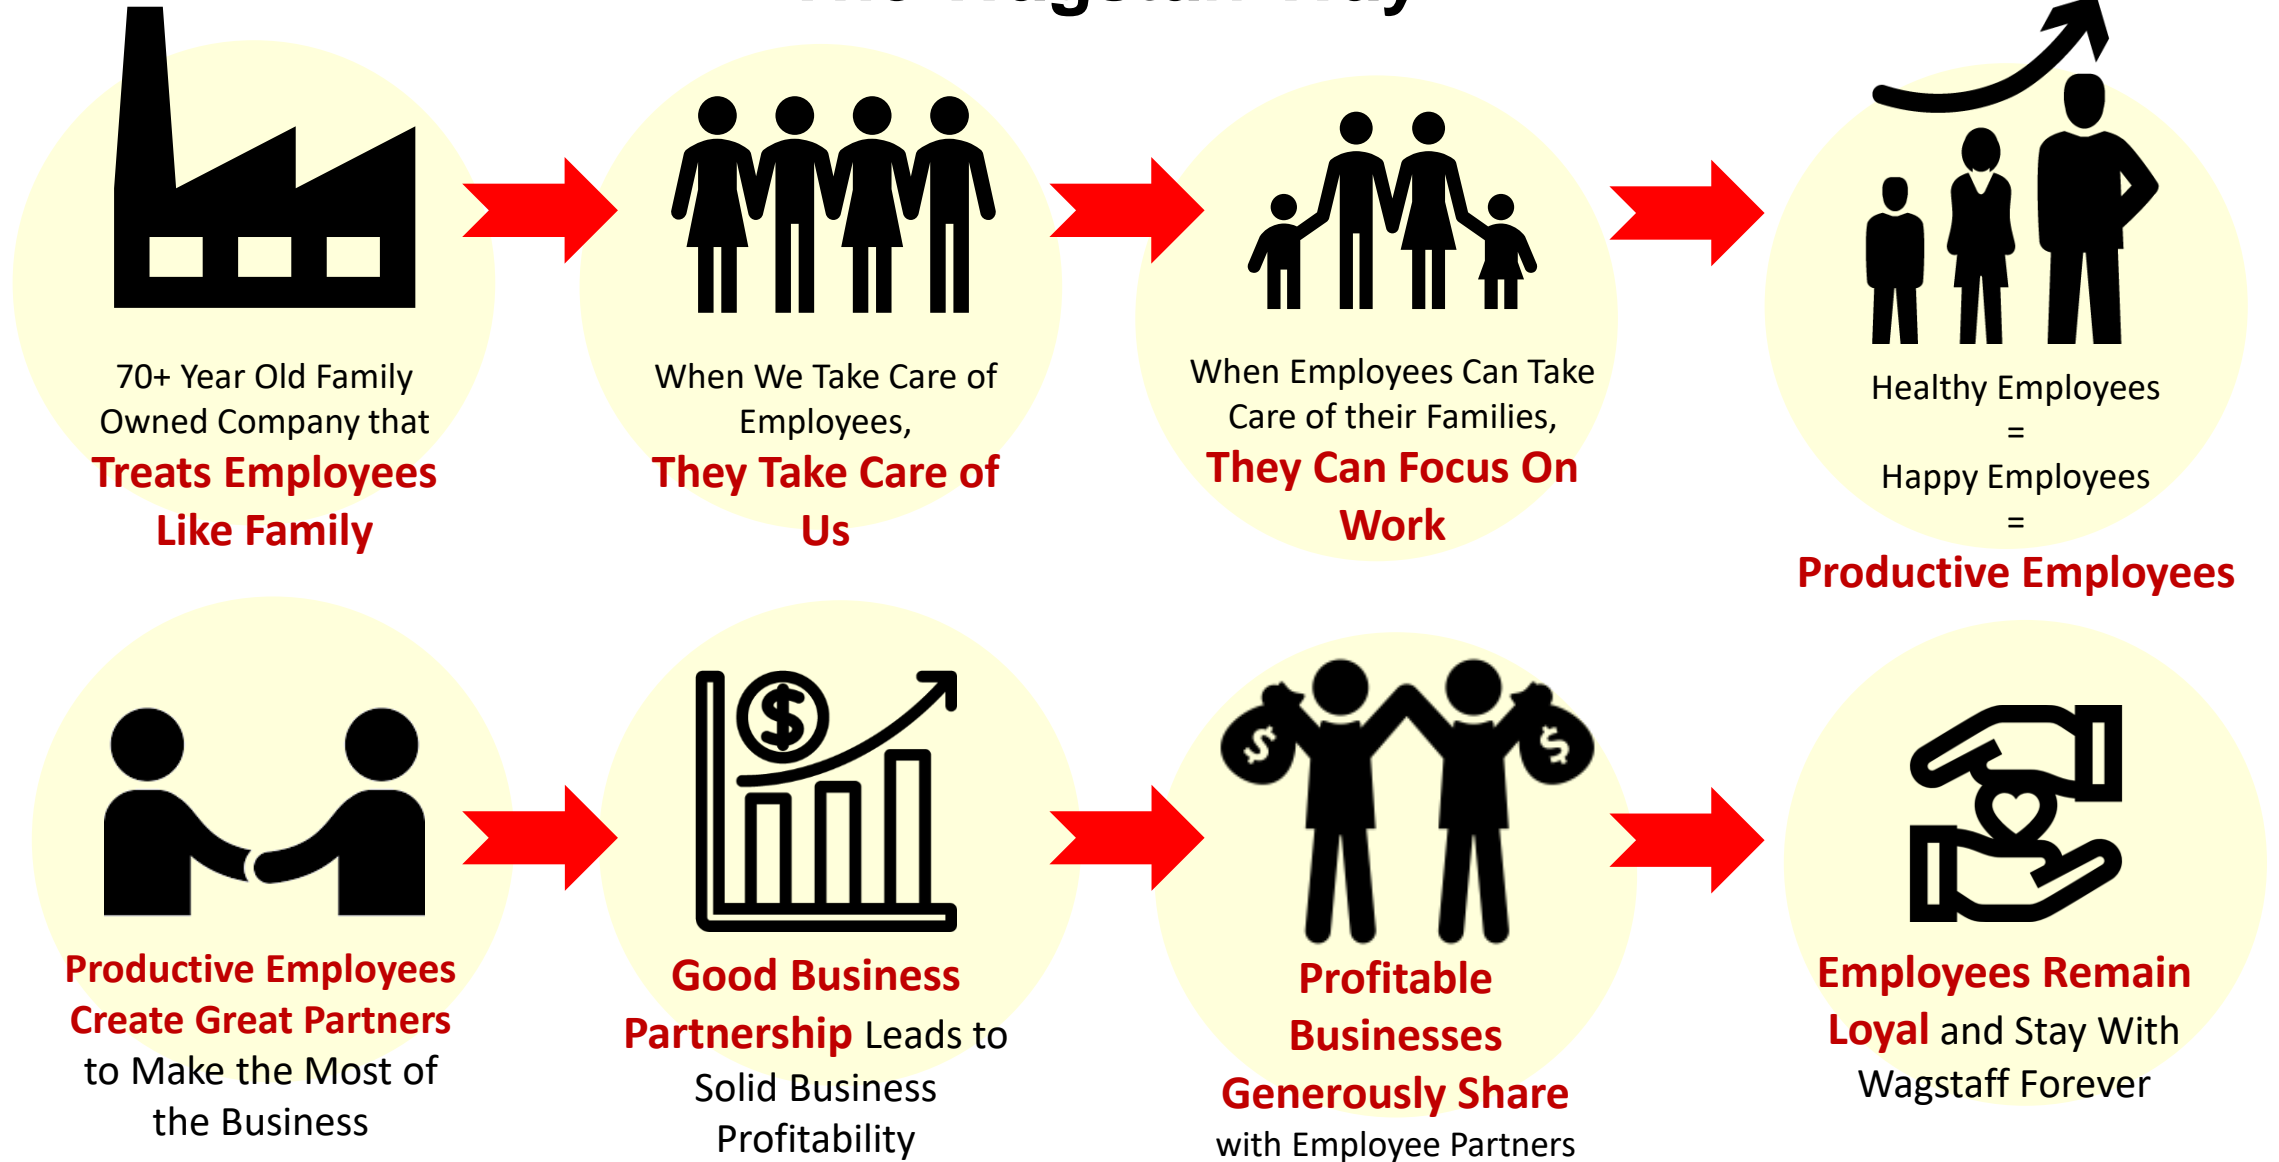 The Wagstaff Way
70+ Year Old Family
Owned Company that
Treats Employees
Like Family
When We Take Care of
Employees,
They Take Care of
Us
When Employees Can Take
Care of their Families,
They Can Focus On
Work
Healthy Employees
=
Happy Employees
=
Productive Employees
Productive Employees
Create Great Partners
to Make the Most of
the Business
$
Good Business
Partnership Leads to
Solid Business
Profitability
$ $
Profitable
Businesses
Generously Share
with Employee Partners
Employees Remain
Loyal and Stay With
Wagstaff Forever